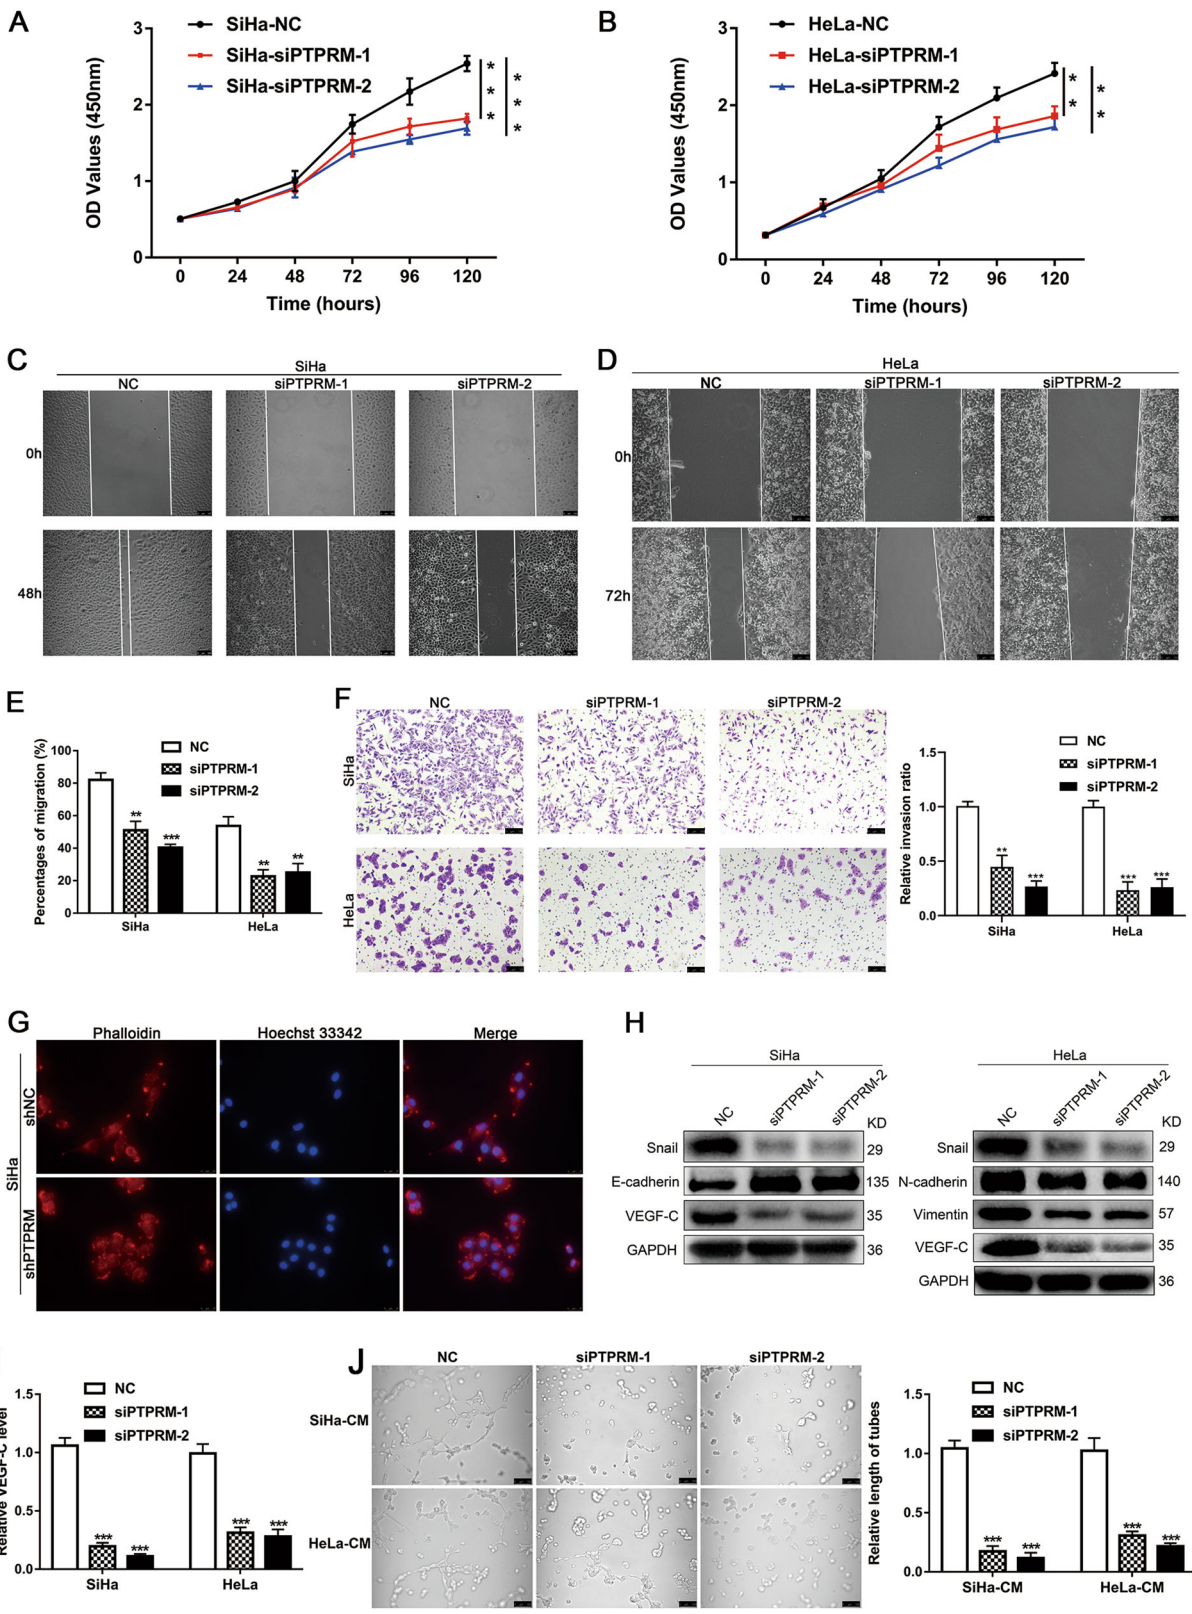 A
SiHa-NC
SiHa-siPTPRM-1
SiHa-siPTPRM-2
* * *
* * *
OD Values (450nm)
3
2
1
0
0 24 48 72 96 120
Time (hours)
B
HeLa-NC
HeLa-siPTPRM-1
HeLa-siPTPRM-2
* *
* *
OD Values (450nm)
3
2
1
0
0 24 48 72 96 120
Time (hours)
C
SiHa
NC siPTPRM-1 siPTPRM-2
0h
48h
D
HeLa
NC siPTPRM-1 siPTPRM-2
0h
72h
E
NC
siPTPRM-1
siPTPRM-2
Percentages of migration (%)
100
80
60
40
20
0
** *** ** **
SiHa HeLa
F
NC siPTPRM-1 siPTPRM-2
SiHa
HeLa
NC
siPTPRM-1
siPTPRM-2
Relative invasion ratio
1.5
1.0
0.5
0.0
** *** *** ***
SiHa HeLa
G
Phalloidin Hoechst 33342 Merge
SiHa
shNC
shPTPRM
H
SiHa
NC siPTPRM-1 siPTPRM-2 KD
Snail 29
E-cadherin 135
VEGF-C 35
GAPDH 36
HeLa
NC siPTPRM-1 siPTPRM-2 KD
Snail 29
N-cadherin 140
Vimentin 57
VEGF-C 35
GAPDH 36
NC
siPTPRM-1
siPTPRM-2
Relative VEGF-C level
1.5
1.0
0.5
0.0
*** *** *** ***
SiHa HeLa
J
NC siPTPRM-1 siPTPRM-2
SiHa-CM
HeLa-CM
NC
siPTPRM-1
siPTPRM-2
Relative length of tubes
1.5
1.0
0.5
0.0
*** *** *** ***
SiHa-CM HeLa-CM